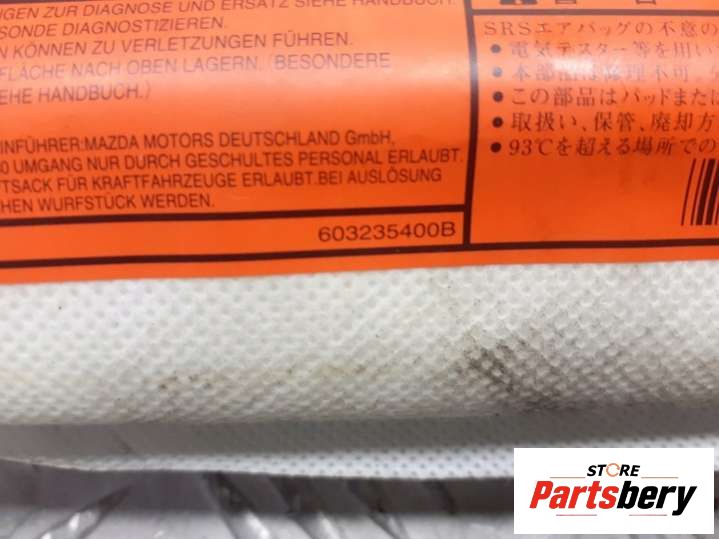 NGEN ZUR DIAGNOSE UND ERSATZ SIEHE HANDBUCH.
SONDE DIAGNOSTIZIEREN.
EN KÖNNEN ZU VERLETZUNGEN FÜHREN.
FLÄCHE NACH OBEN LAGERN. (BESONDERE
EHE HANDBUCH.)
INFÜHRER:MAZDA MOTORS DEUTSCHLAND GmbH,
0 UMGANG NUR DURCH GESCHULTES PERSONAL ERLAUBT.
TSACK FÜR KRAFTFAHRZEUGE ERLAUBT.BEI AUSLÖSUNG
HEN WURFSTÜCK WERDEN.
603235400B
SRSエアバッグの不意の
• 電気テスター等を用い
• 本部品は修理不可。
• この部品はパッドまた
• 取扱い、保管、廃却方
• 93℃を超える場所での
STORE
Partsbery